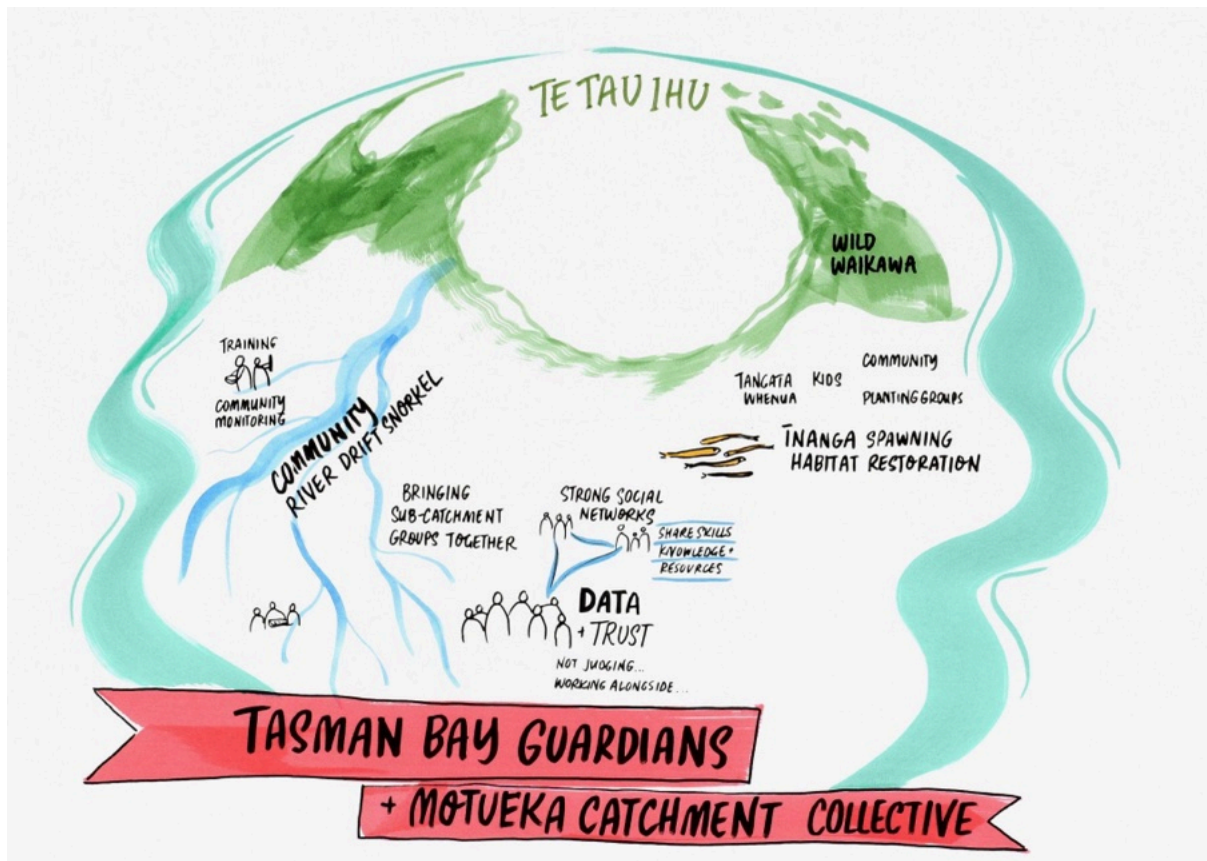 TE TAU IHU
WILD
WAIKAWA
TRAINING
COMMUNITY
MONITORING
COMMUNITY
RIVER DRIFT SNORKEL
TANGATA
WHENUA
KIDS
COMMUNITY
PLANTING GROUPS
ĪNANGA SPAWNING
HABITAT RESTORATION
BRINGING
SUB-CATCHMENT
GROUPS TOGETHER
STRONG SOCIAL
NETWORKS
SHARE SKILLS
KNOWLEDGE +
RESOURCES
DATA
+ TRUST
NOT JUDGING...
WORKING ALONGSIDE...
TASMAN BAY GUARDIANS
+ MOTUEKA CATCHMENT COLLECTIVE